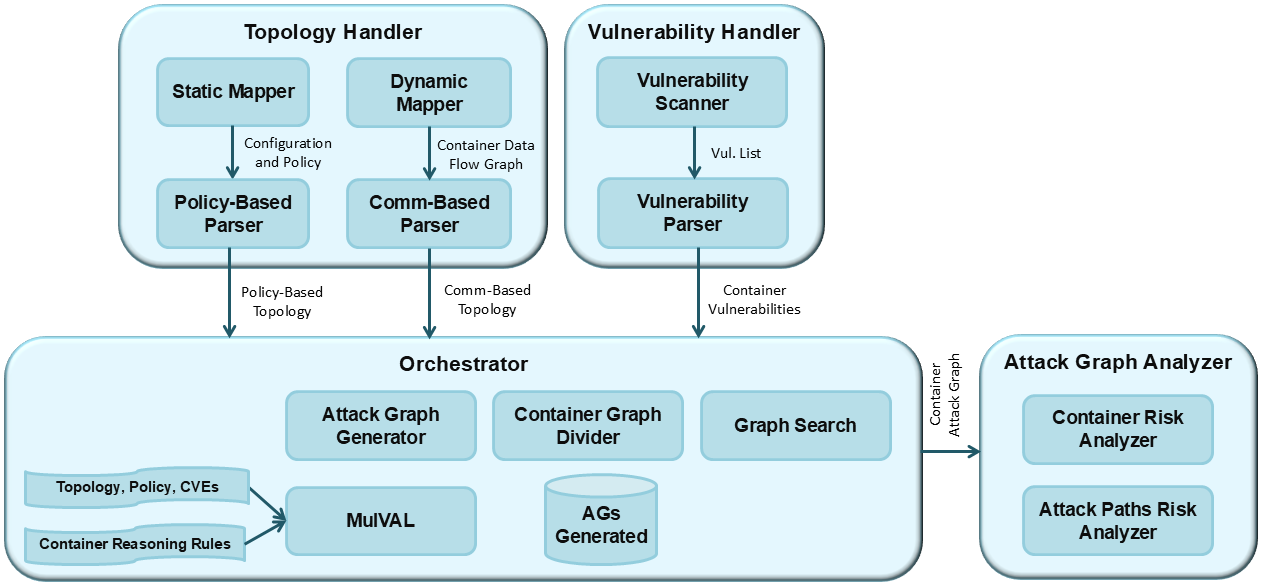 Topology Handler
Static Mapper
Dynamic
Mapper
Configuration
and Policy
Container Data
Flow Graph
Policy-Based
Parser
Comm-Based
Parser
Vulnerability Handler
Vulnerability
Scanner
Vul. List
Vulnerability
Parser
Policy-Based
Topology
Comm-Based
Topology
Container
Vulnerabilities
Orchestrator
Attack Graph
Generator
Container Graph
Divider
Graph Search
Topology, Policy, CVEs
Container Reasoning Rules
MulVAL
AGs
Generated
Container
Attack Graph
Attack Graph Analyzer
Container Risk
Analyzer
Attack Paths Risk
Analyzer